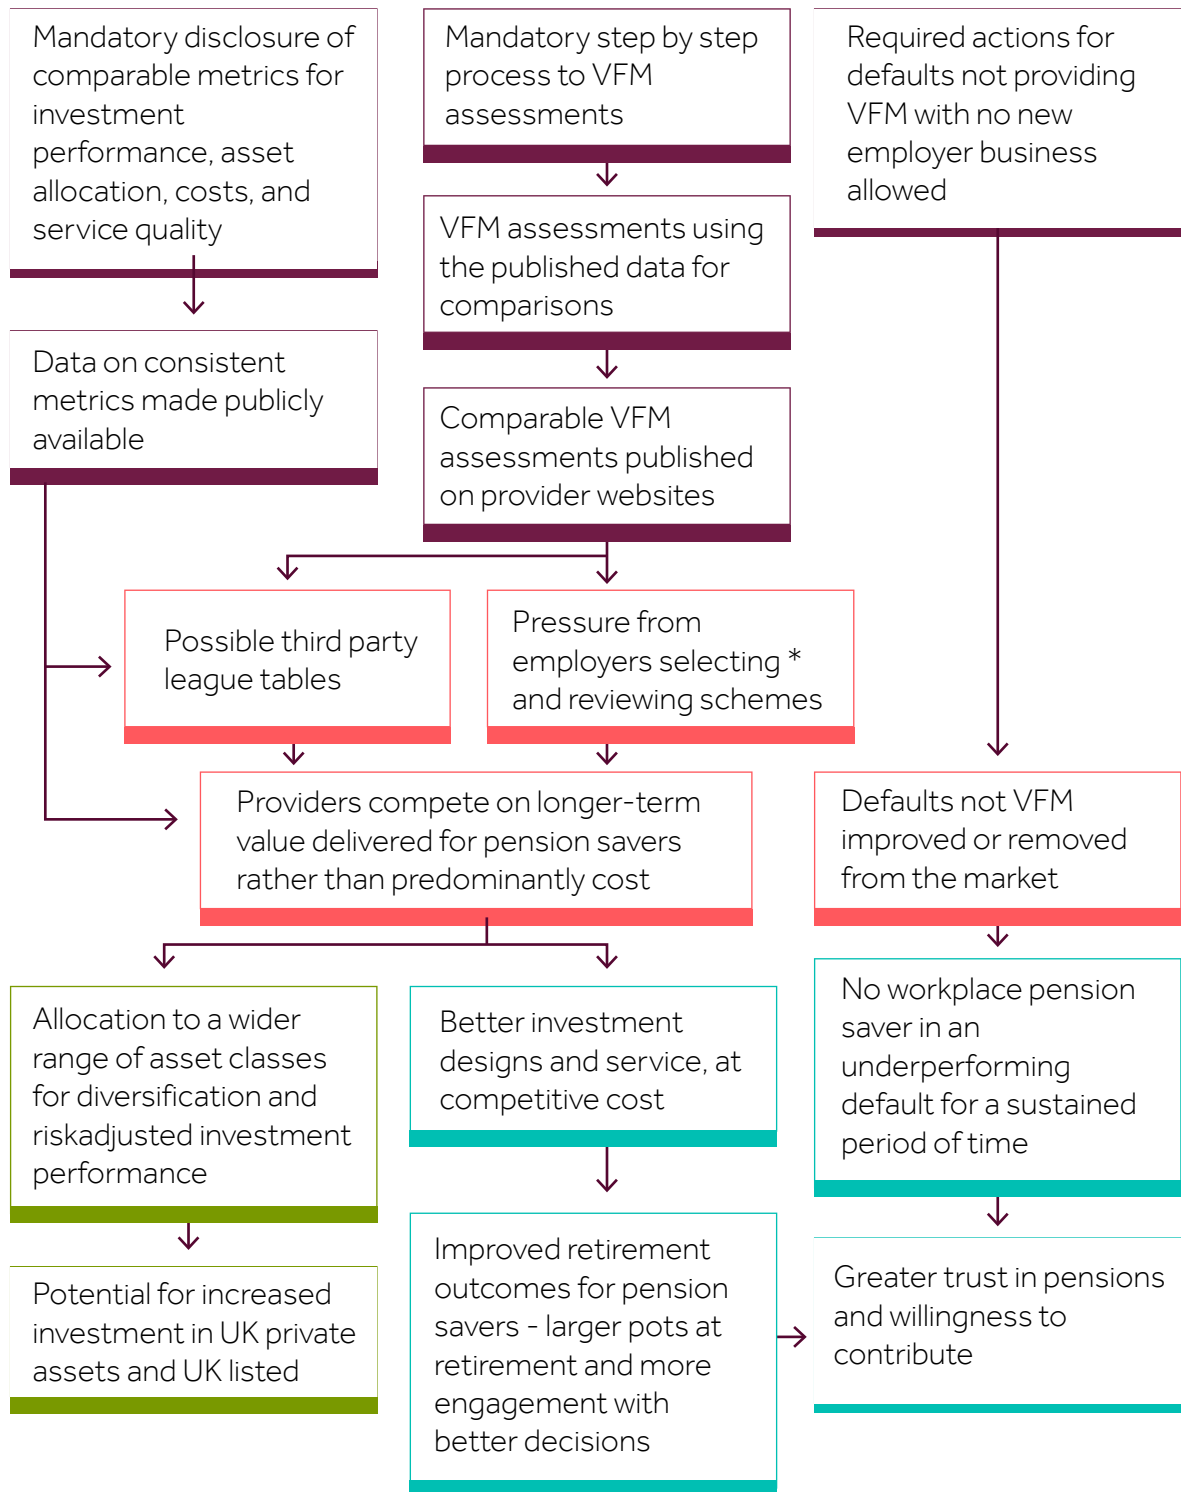 Mandatory disclosure of
comparable metrics for
investment
performance, asset
allocation, costs, and
service quality
Mandatory step by step
process to VFM
assessments
Required actions for
defaults not providing
VFM with no new
employer business
allowed
VFM assessments using
the published data for
comparisons
Data on consistent
metrics made publicly
available
Comparable VFM
assessments published
on provider websites
Possible third party
league tables
Pressure from
employers selecting *
and reviewing schemes
Providers compete on longer-term
value delivered for pension savers
rather than predominantly cost
Defaults not VFM
improved or removed
from the market
Allocation to a wider
range of asset classes
for diversification and
riskadjusted investment
performance
Better investment
designs and service, at
competitive cost
No workplace pension
saver in an
underperforming
default for a sustained
period of time
Potential for increased
investment in UK private
assets and UK listed
Improved retirement
outcomes for pension
savers - larger pots at
retirement and more
engagement with
better decisions
Greater trust in pensions
and willingness to
contribute